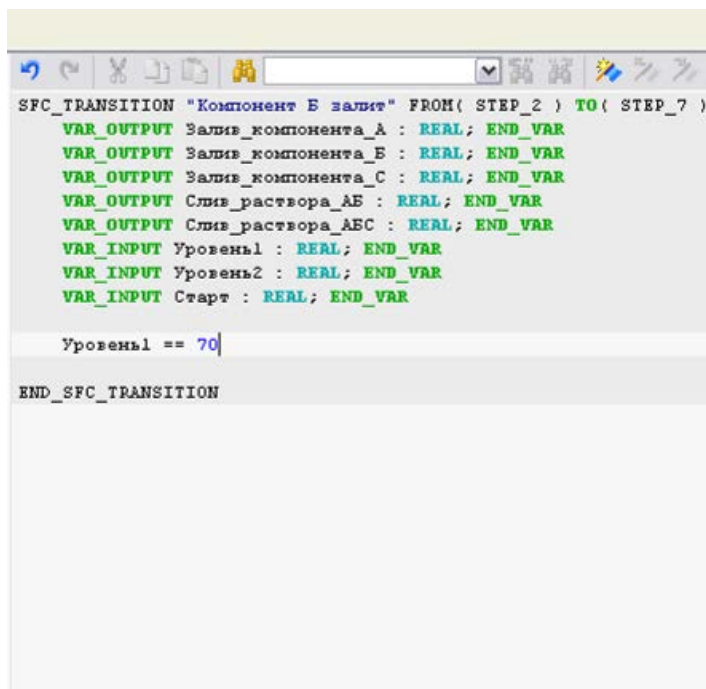 SFC_TRANSITION "Компонент Б залит" FROM( STEP_2 ) TO( STEP_7 )
VAR_OUTPUT Залив_компонента_А : REAL; END_VAR
VAR_OUTPUT Залив_компонента_Б : REAL; END_VAR
VAR_OUTPUT Залив_компонента_С : REAL; END_VAR
VAR_OUTPUT Слив_раствора_АБ : REAL; END_VAR
VAR_OUTPUT Слив_раствора_АБС : REAL; END_VAR
VAR_INPUT Уровень1 : REAL; END_VAR
VAR_INPUT Уровень2 : REAL; END_VAR
VAR_INPUT Старт : REAL; END_VAR
Уровень1 == 70
END_SFC_TRANSITION